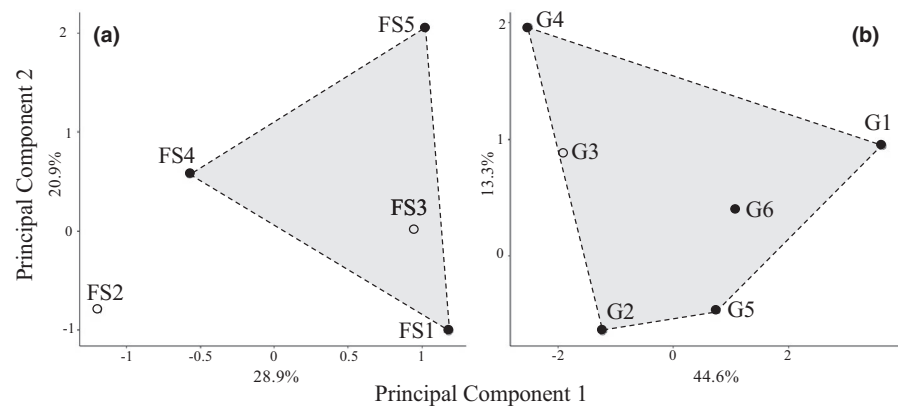 (a)
FS5
2
Principal Component 2
20.9%
1
FS4
FS3
0
FS2
-1
FS1
-1
-0.5
0
0.5
1
28.9%
(b)
G4
2
G1
13.3%
1
G3
G6
0
G2
G5
-2
0
2
44.6%
Principal Component 1